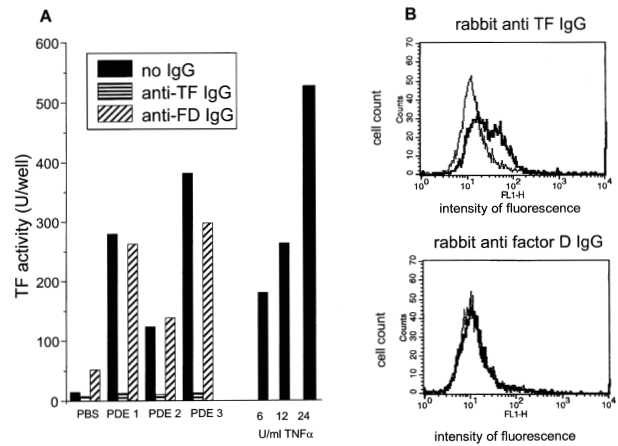 A
600
500
400
300
200
100
0
TF activity (U/well)
no IgG
anti-TF IgG
anti-FD IgG
PBS PDE 1 PDE 2 PDE 3 6 12 24
U/ml TNFα
B
rabbit anti TF IgG
cell count
Counts
70
60
50
40
30
20
10
0
10⁰ 10¹ 10² 10³ 10⁴
FL1-H
intensity of fluorescence
rabbit anti factor D IgG
cell count
Counts
70
60
50
40
30
20
10
0
10⁰ 10¹ 10² 10³ 10⁴
FL1-H
intensity of fluorescence